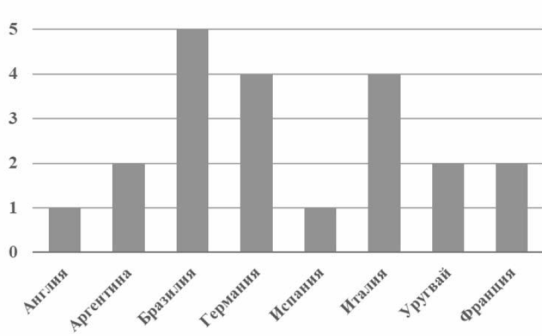 5
4
3
2
1
0
Англия
Аргентина
Бразилия
Германия
Испания
Италия
Уругвай
Франция